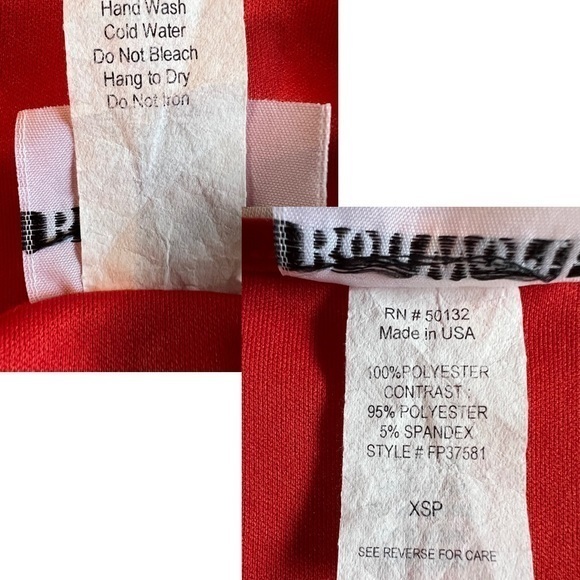 Hand Wash
Cold Water
Do Not Bleach
Hang to Dry
Do Not Iron
RN # 50132
Made in USA
100%POLYESTER
CONTRAST :
95% POLYESTER
5% SPANDEX
STYLE # FP37581
XSP
SEE REVERSE FOR CARE